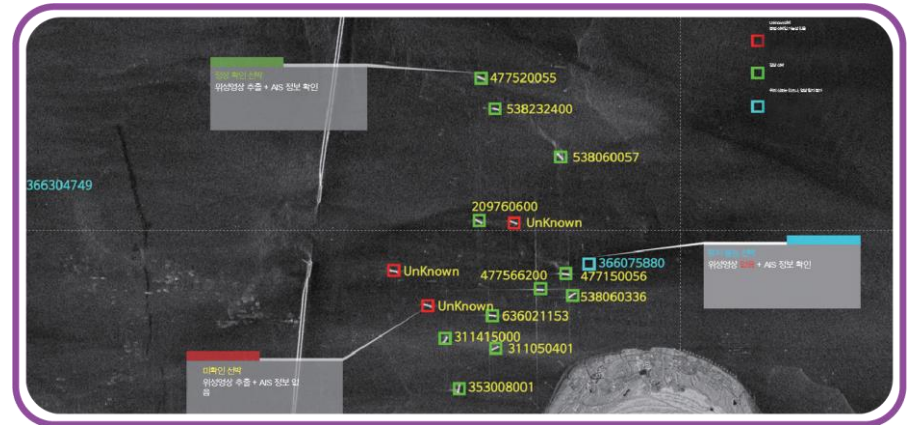 477520055
정보 확인 선박
위성영상 추출 + AIS 정보 확인
538232400
538060057
366304749
209760600
UnKnown
366075880
위성영상 + AIS 정보 확인
UnKnown
477566200
477150056
538060336
UnKnown
636021153
311415000
311050401
미확인 선박
위성영상 추출 + AIS 정보 없
음
353008001